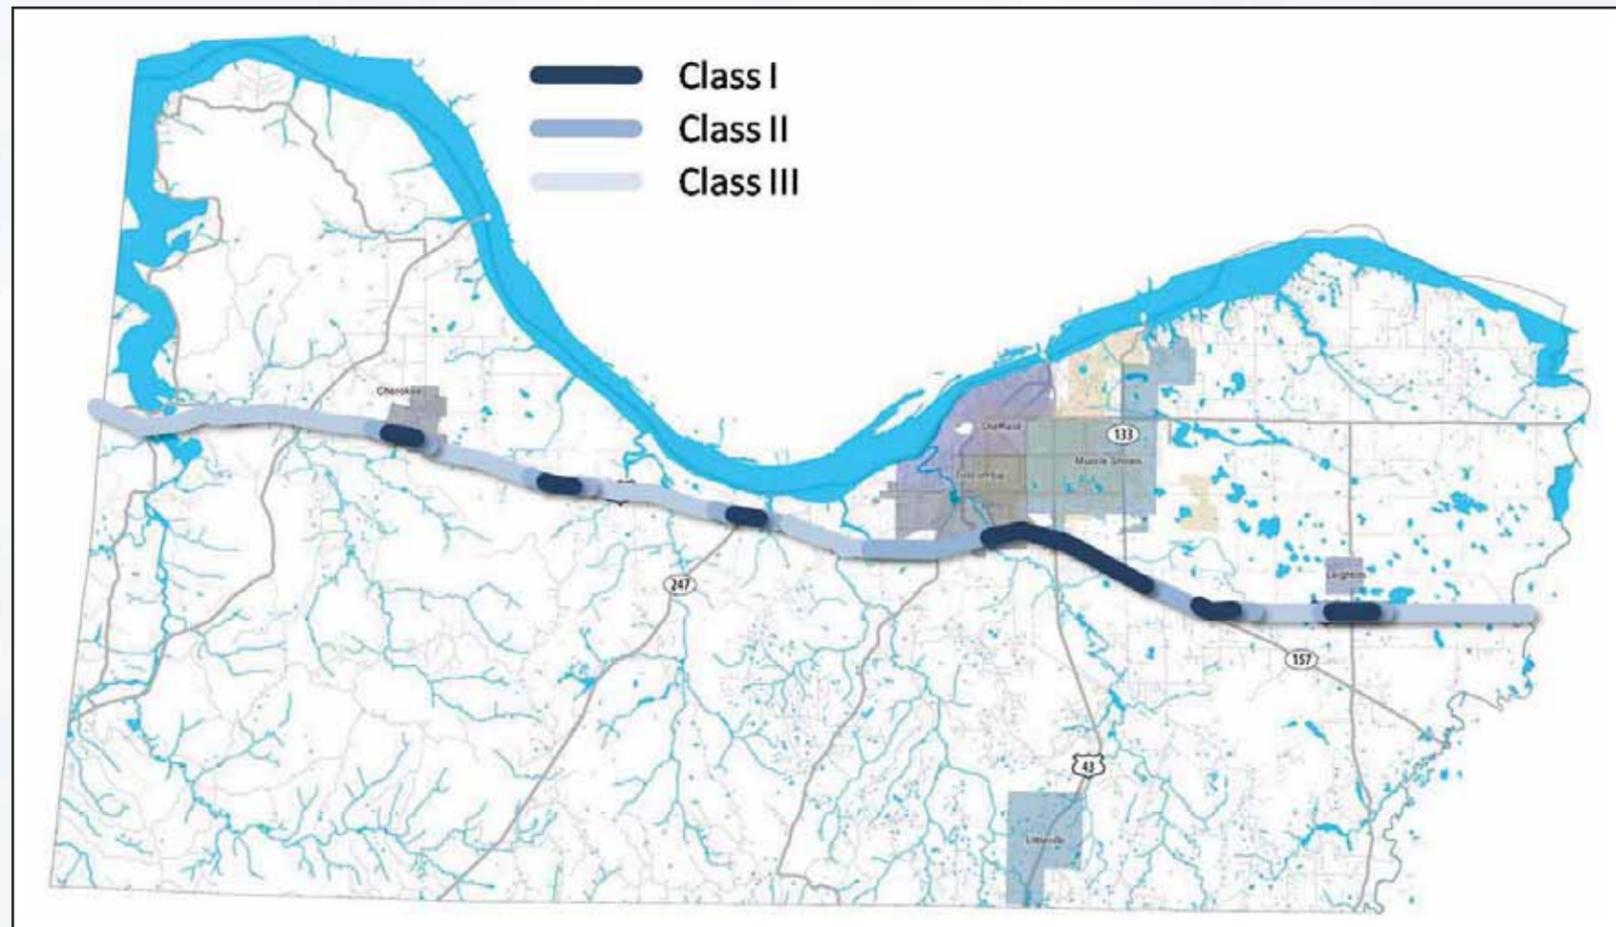 Class I
Class II
Class III
Cherokee
Sheffield
133
Muscle Shoals
Tuscumbia
Leighton
247
157
43
Littleville